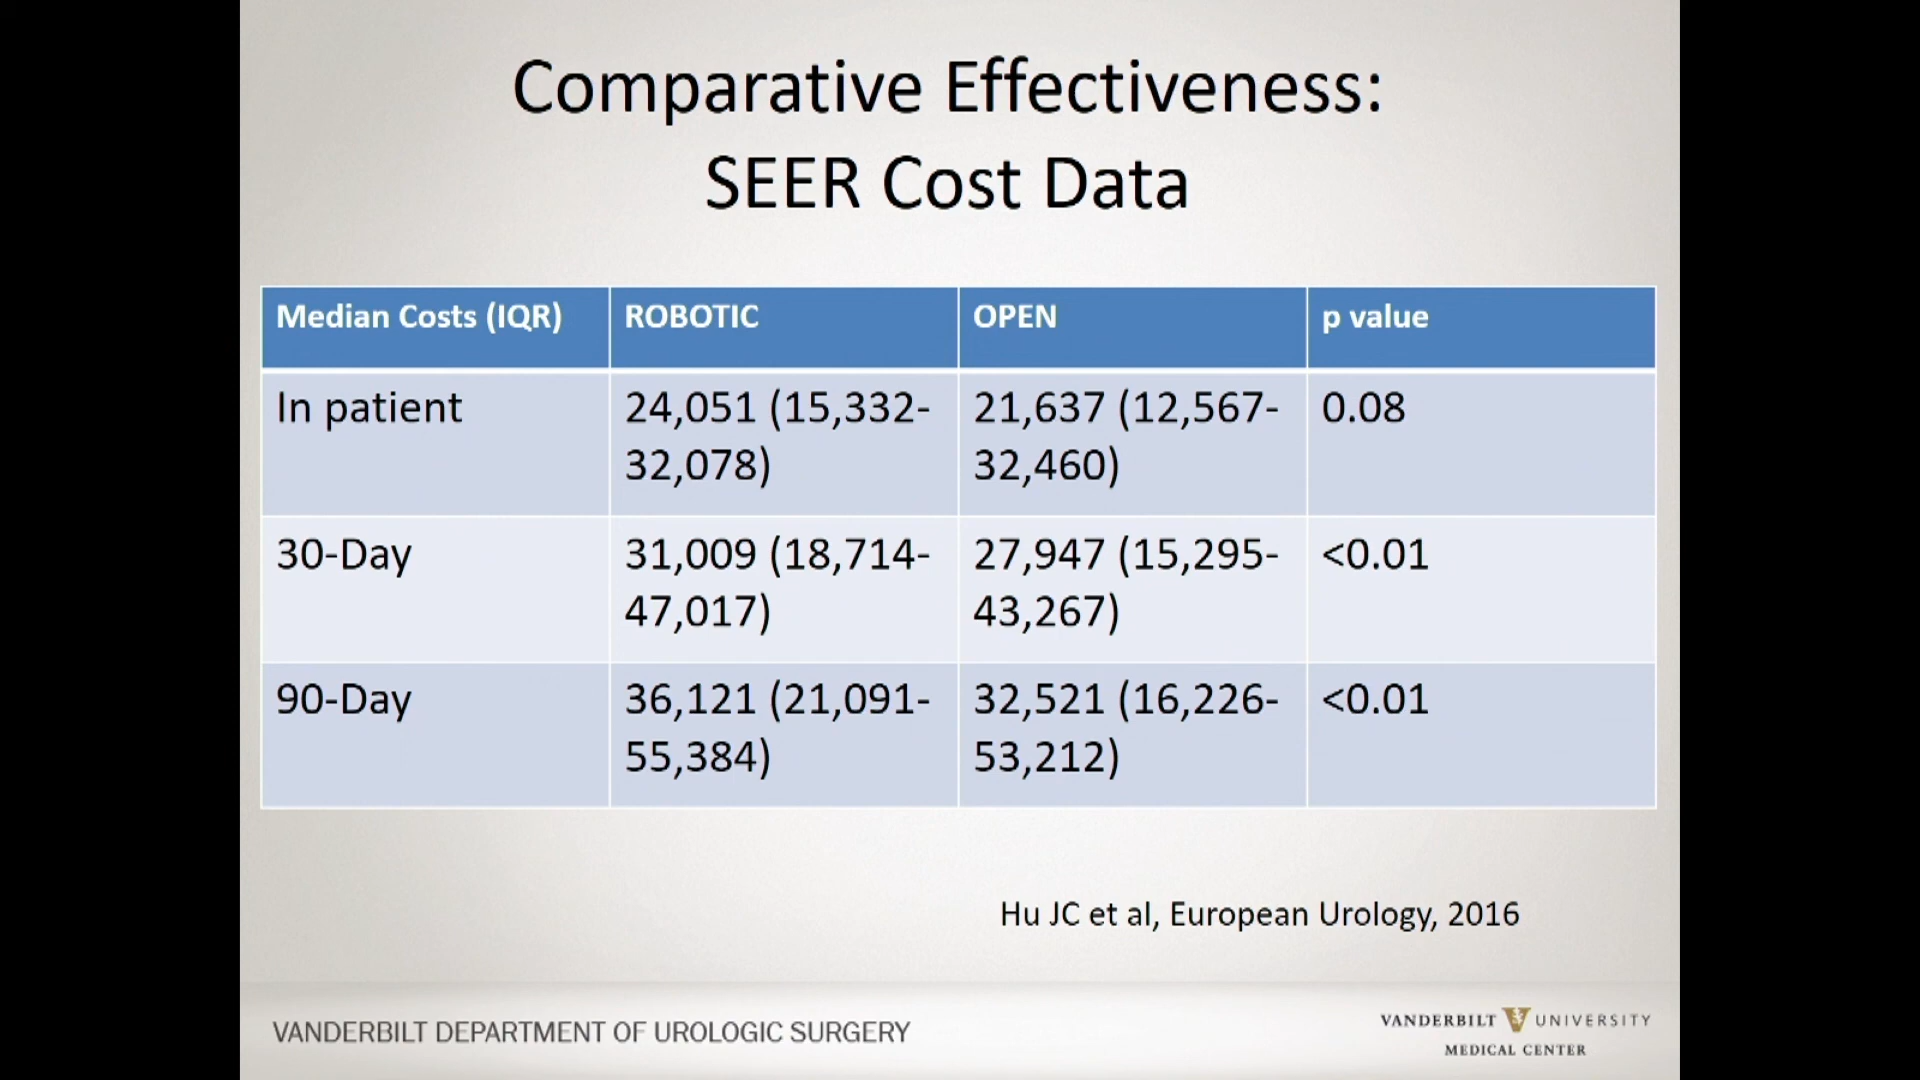 Comparative Effectiveness:
SEER Cost Data
Median Costs (IQR) ROBOTIC OPEN p value
In patient 24,051 (15,332- 21,637 (12,567- 0.08
32,078) 32,460)
30-Day 31,009 (18,714- 27,947 (15,295- <0.01
47,017) 43,267)
90-Day 36,121 (21,091- 32,521 (16,226- <0.01
55,384) 53,212)
Hu JC et al, European Urology, 2016
VANDERBILT DEPARTMENT OF UROLOGIC SURGERY
VANDERBILT V UNIVERSITY
MEDICAL CENTER